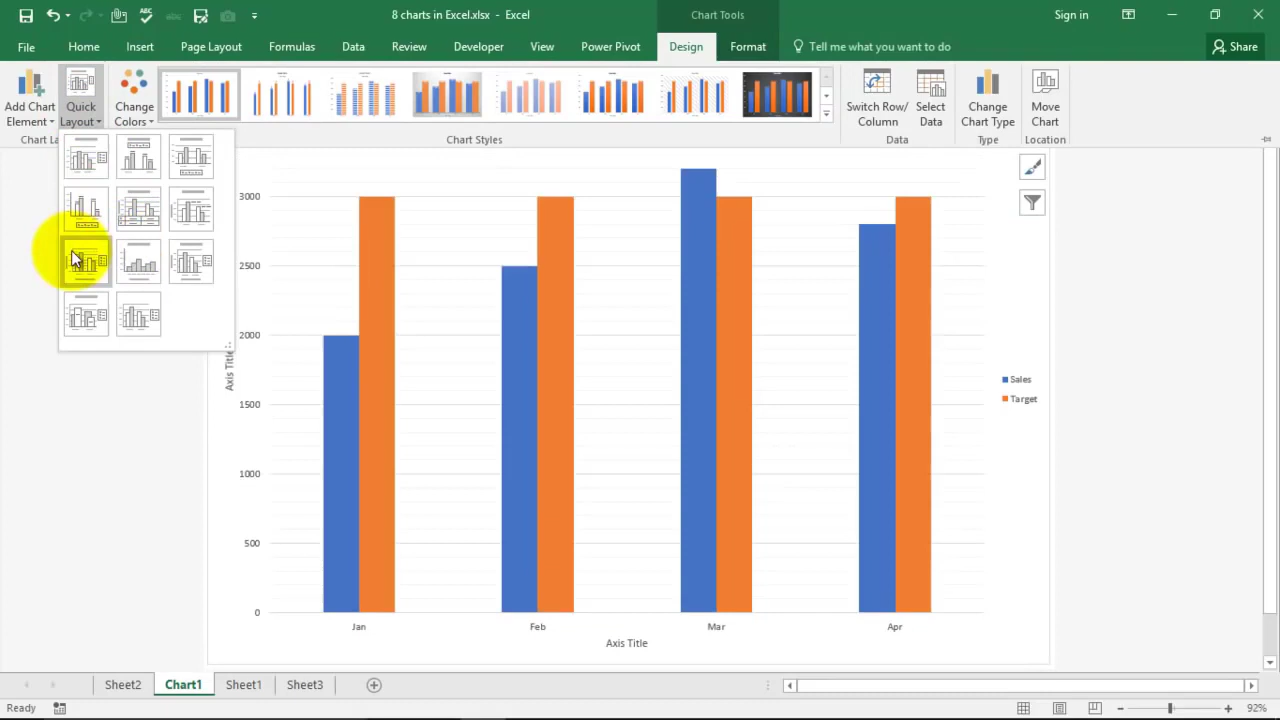 8 charts in Excel.xlsx - Excel
Chart Tools
Sign in
File
Home
Insert
Page Layout
Formulas
Data
Review
Developer
View
Power Pivot
Design
Format
Tell me what you want to do
Share
Add Chart
Element
Quick
Layout
Change
Colors
Switch Row/
Column
Select
Data
Change
Chart Type
Move
Chart
Chart La
Chart Styles
Data
Type
Location
3000
2500
2000
1500
1000
500
0
Axis Title
Jan
Feb
Mar
Apr
Axis Title
Sales
Target
Sheet2
Chart1
Sheet1
Sheet3
Ready
92%